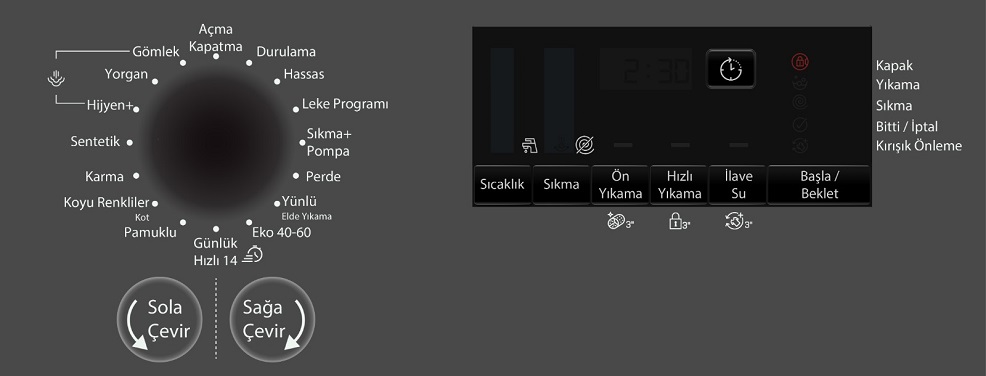 Açma
Kapatma
Gömlek
Durulama
Yorgan
Hassas
Hijyen+
Leke Programı
Sentetik
Sıkma+
Pompa
Karma
Perde
Koyu Renkliler
Kot
Yünlü
Elde Yıkama
Pamuklu
Eko 40-60
Günlük
Hızlı 14
Sola
Çevir
Sağa
Çevir
2:30
Kapak
Yıkama
Sıkma
Bitti / İptal
Kırışık Önleme
Sıcaklık
Sıkma
Ön
Yıkama
Hızlı
Yıkama
İlave
Su
Başla /
Beklet
3"
3"
3"